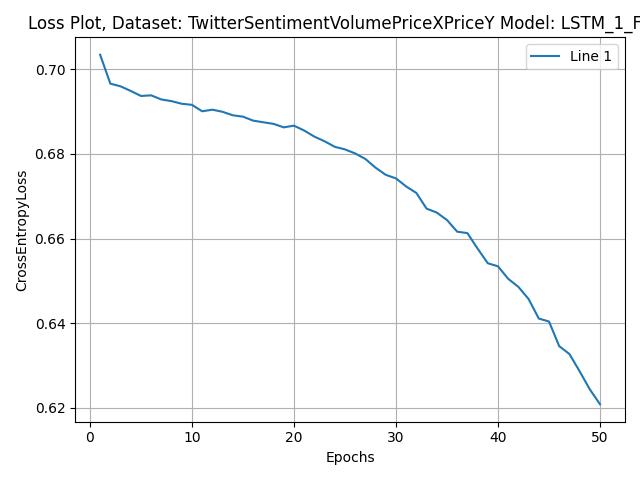 Loss Plot, Dataset: TwitterSentimentVolumePriceXPriceY Model: LSTM_1_F
Line 1
0.70
0.68
0.66
0.64
0.62
CrossEntropyLoss
0 10 20 30 40 50
Epochs